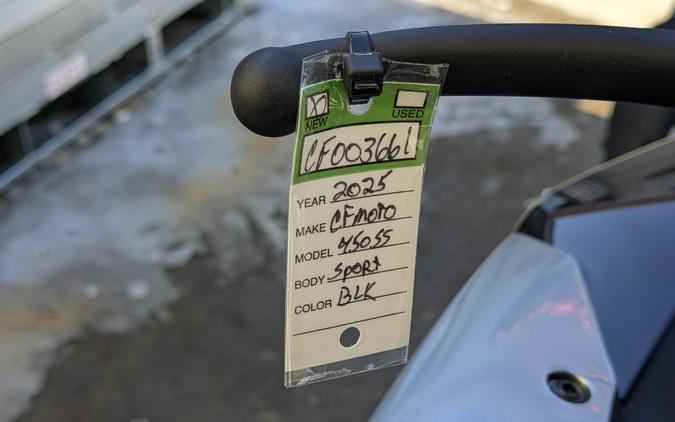 NEW USED
CF003661
YEAR 2025
MAKE CFMOTO
MODEL 450SS
BODY SPORT
COLOR BLK